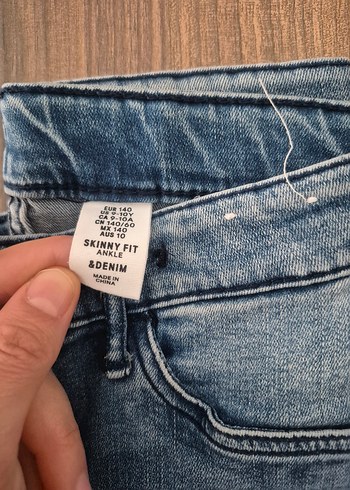 EUR 140
US 9-10Y
CA 9-10A
CN 140/60
MX 140
AUS 10
SKINNY FIT
ANKLE
&DENIM
MADE IN
CHINA